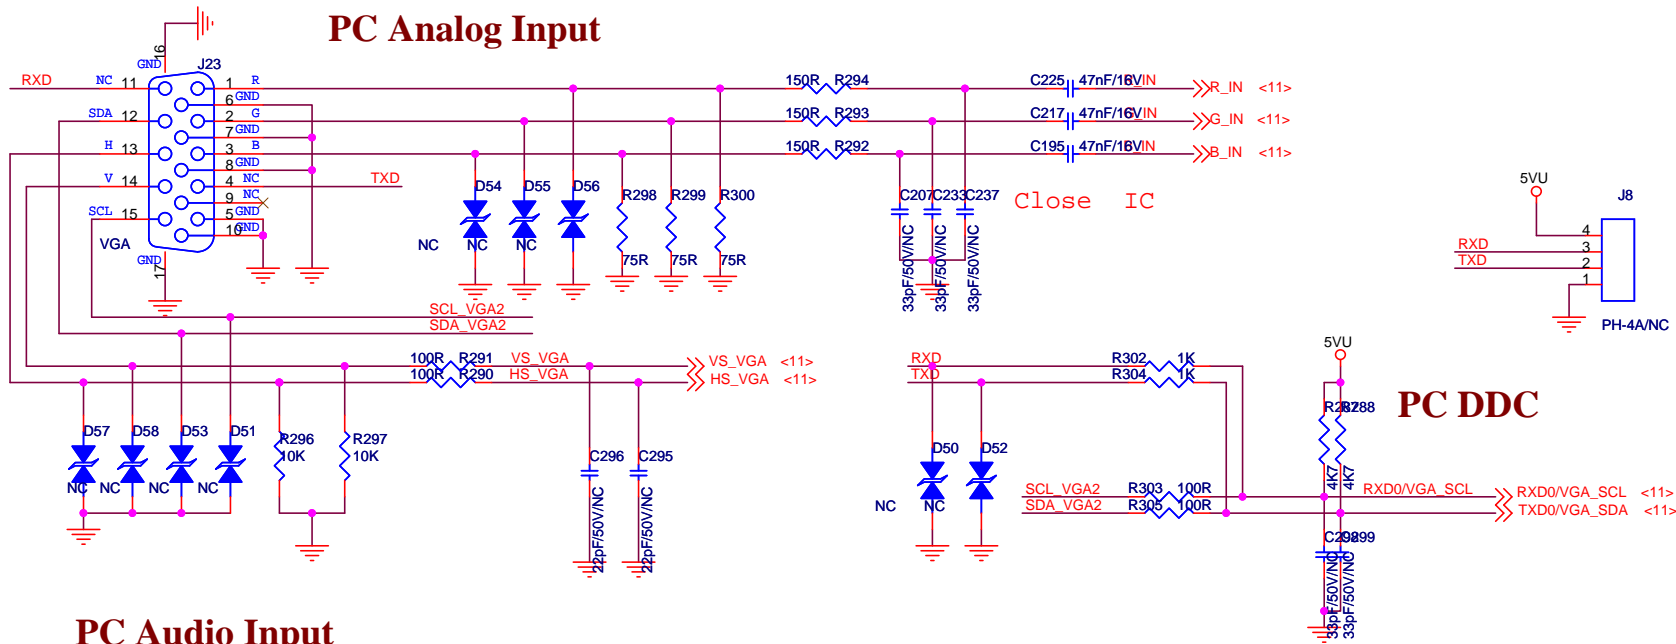 PC Analog Input
16
GND
J23
RXD NC 11 1 R 150R R294 C225 47nF/16V R_IN <11>
6 GND
SDA 12 2 G 150R R293 C217 47nF/16V G_IN <11>
7 GND
H 13 3 B 150R R292 C195 47nF/16V B_IN <11>
8 GND
V 14 4 NC TXD
9 NC
SCL 15 5 GND
10 GND
VGA
GND
17
D54 D55 D56 R298 R299 R300 C207 C233 C237
NC NC 75R 75R 75R
33pF/50V/NC 33pF/50V/NC 33pF/50V/NC
Close IC
5VU J8
4
RXD 3
TXD 2
1
PH-4A/NC
SCL_VGA2
SDA_VGA2
100R R291 VS_VGA VS_VGA <11>
100R R290 HS_VGA HS_VGA <11>
D57 D58 D53 D51 R296 R297
10K 10K
NC NC NC NC
C296 C295
22pF/50V/NC 22pF/50V/NC
RXD R302 1K
TXD R304 1K
5VU
PC DDC
R287 R288
4K7 4K7
D50 D52
NC NC
SCL_VGA2 R303 100R RXD0/VGA_SCL RXD0/VGA_SCL <11>
SDA_VGA2 R305 100R TXD0/VGA_SDA <11>
C298 C299
33pF/50V/NC 33pF/50V/NC
PC Audio Input